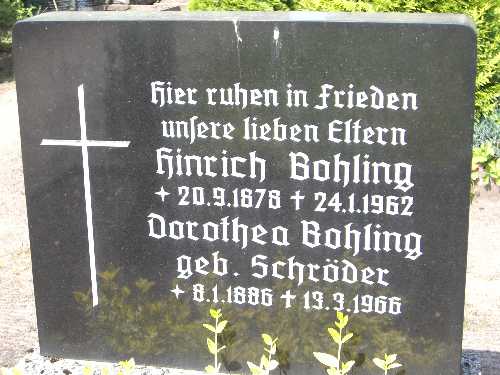 Hier ruhen in Frieden
unsere lieben Eltern
Hinrich Bohling
+ 20.9.1878 † 24.1.1962
Dorothea Bohling
geb. Schröder
+ 8.1.1886 † 13.3.1966